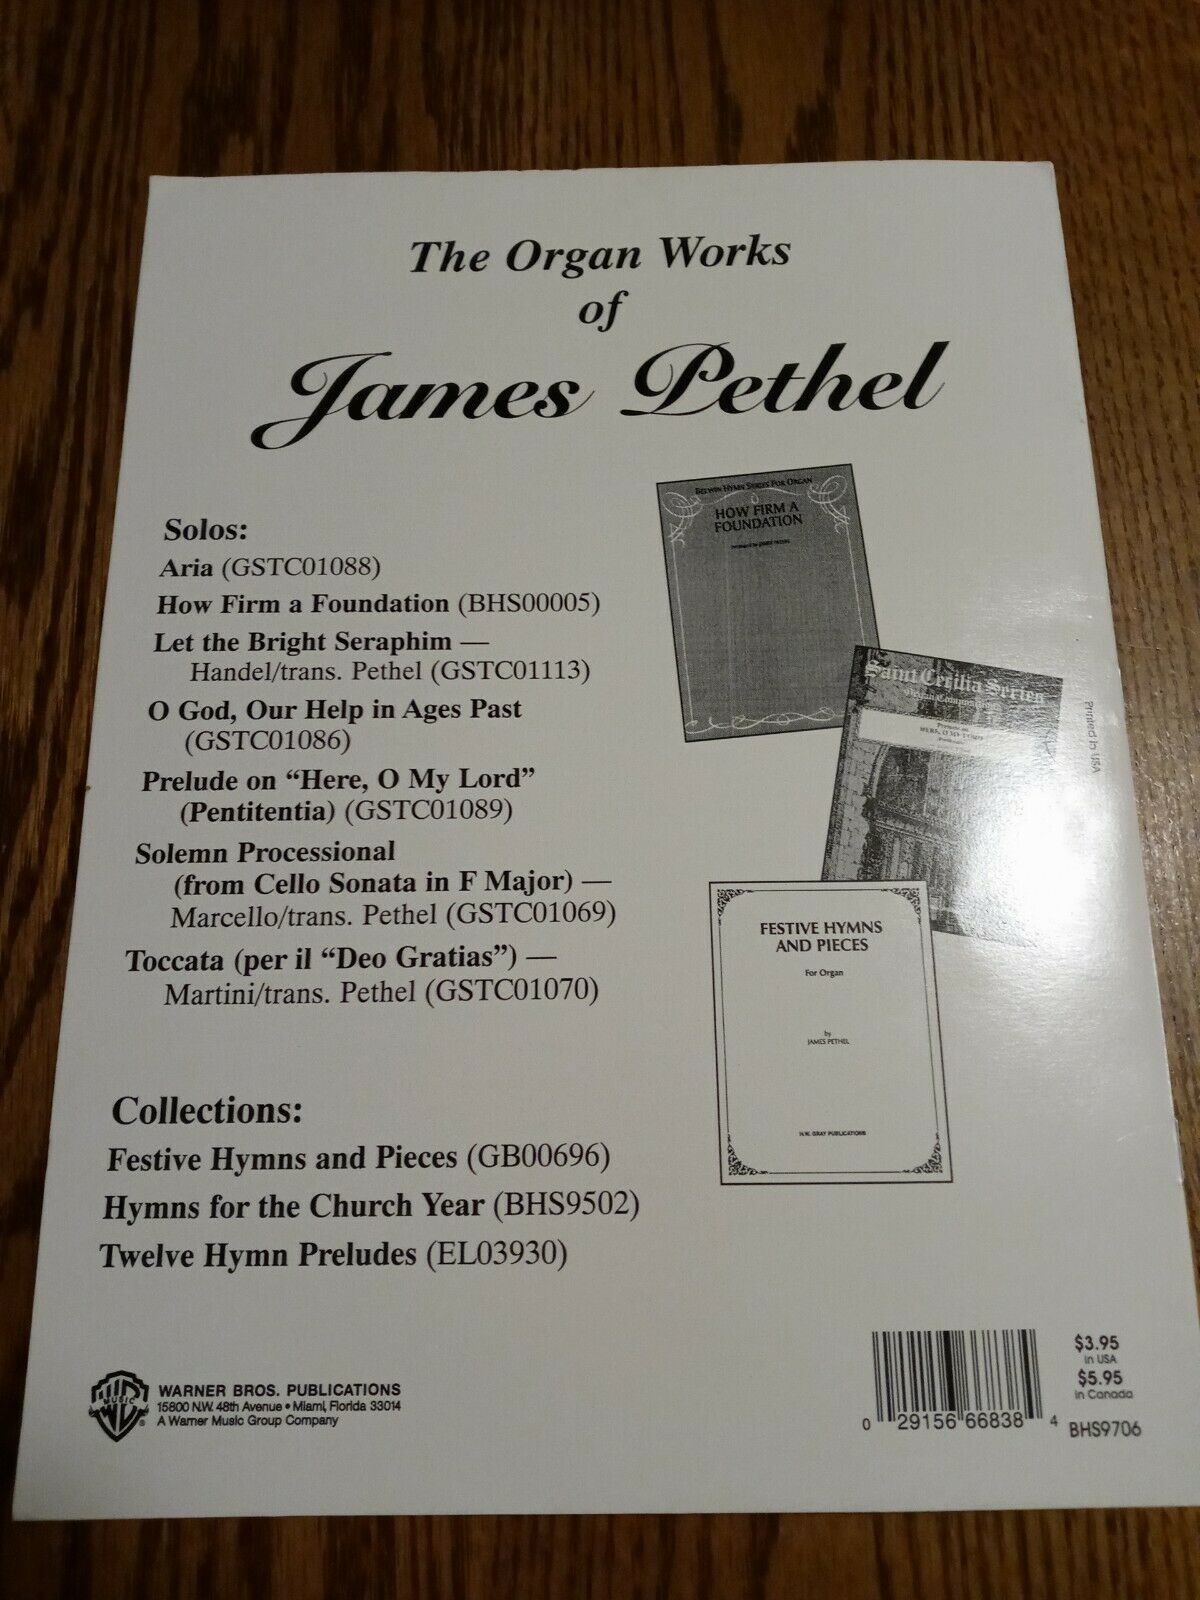 The Organ Works
of
James Pethel
Solos:
Aria (GSTC01088)
How Firm a Foundation (BHS00005)
Let the Bright Seraphim —
Handel/trans. Pethel (GSTC01113)
O God, Our Help in Ages Past
(GSTC01086)
Prelude on “Here, O My Lord”
(Pentitentia) (GSTC01089)
Solemn Processional
(from Cello Sonata in F Major) —
Marcello/trans. Pethel (GSTC01069)
Toccata (per il “Deo Gratias”) —
Martini/trans. Pethel (GSTC01070)
Collections:
Festive Hymns and Pieces (GB00696)
Hymns for the Church Year (BHS9502)
Twelve Hymn Preludes (EL03930)
BELWIN HYMN SERIES FOR ORGAN
HOW FIRM A
FOUNDATION
Saint Cecilia Series
Printed in USA
FESTIVE HYMNS
AND PIECES
For Organ
by
JAMES PETHEL
H.W. GRAY PUBLICATIONS
MUSIC
WARNER BROS. PUBLICATIONS
15800 N.W. 48th Avenue • Miami, Florida 33014
A Warner Music Group Company
0 29156 66838 4
$3.95
in USA
$5.95
in Canada
BHS9706